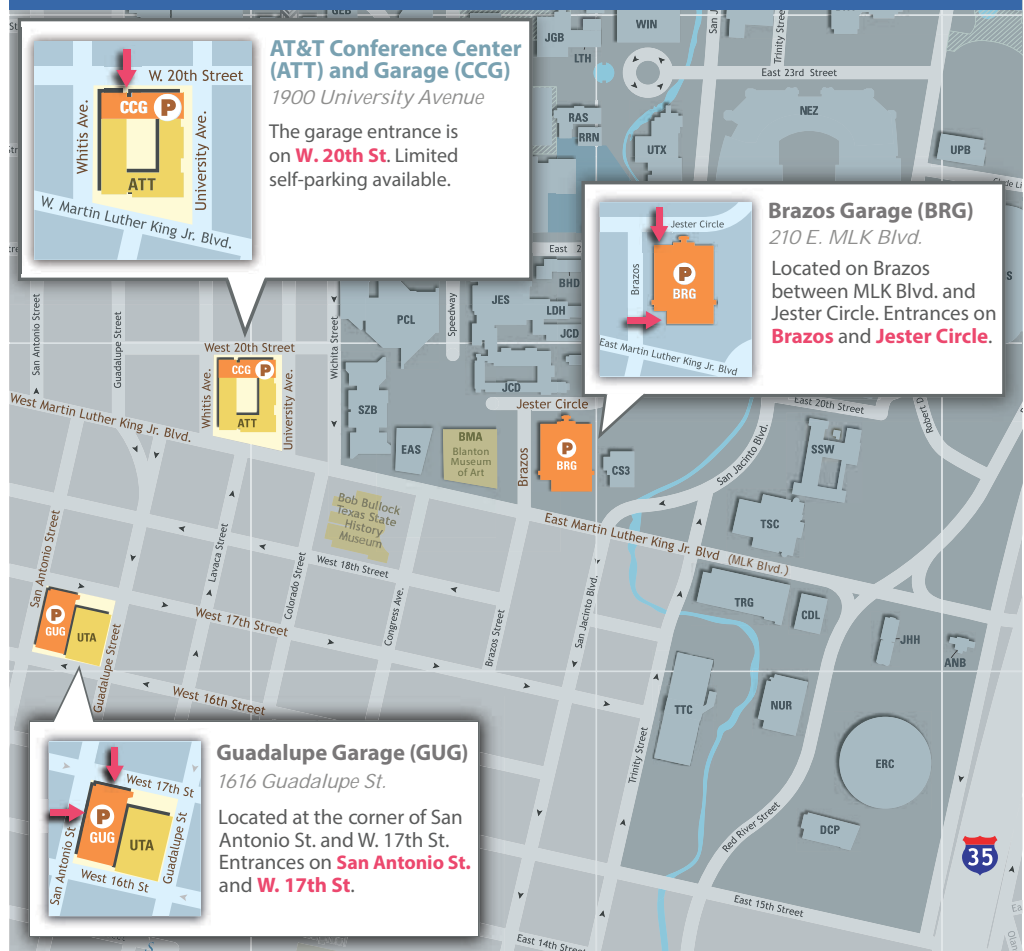 GEB
WIN
JGB
LTH
San J
Trinity Street
East 23rd Street
NEZ
RAS
RRN
UTX
UPB
AT&T Conference Center
(ATT) and Garage (CCG)
1900 University Avenue
The garage entrance is
on W. 20th St. Limited
self-parking available.
W. 20th Street
CCG P
Whitis Ave.
University Ave.
ATT
W. Martin Luther King Jr. Blvd.
Brazos Garage (BRG)
210 E. MLK Blvd.
Located on Brazos
between MLK Blvd. and
Jester Circle. Entrances on
Brazos and Jester Circle.
Jester Circle
Brazos
P
BRG
East Martin Luther King Jr. Blvd
East 2
BHD
JES
LDH
JCD
PCL
Speedway
San Antonio Street
Guadalupe Street
Wichita Street
West 20th Street
CCG P
Whitis Ave.
University Ave.
ATT
JCD
Jester Circle
SZB
EAS
BMA
Blanton
Museum
of Art
Brazos
P
BRG
CS3
East 20th Street
Robert D
San Jacinto Blvd.
SSW
TSC
West Martin Luther King Jr. Blvd.
Bob Bullock
Texas State
History
Museum
East Martin Luther King Jr. Blvd (MLK Blvd.)
West 18th Street
San Antonio Street
Lavaca Street
Colorado Street
Congress Ave.
Brazos Street
San Jacinto Blvd.
TRG
CDL
JHH
ANB
P
GUG
UTA
Guadalupe Street
West 17th Street
West 16th Street
TTC
NUR
ERC
Trinity Street
Red River Street
DCP
35
East 15th Street
East 14th Street
Guadalupe Garage (GUG)
1616 Guadalupe St.
Located at the corner of San
Antonio St. and W. 17th St.
Entrances on San Antonio St.
and W. 17th St.
West 17th St
P
GUG
UTA
San Antonio St
Guadalupe St
West 16th St